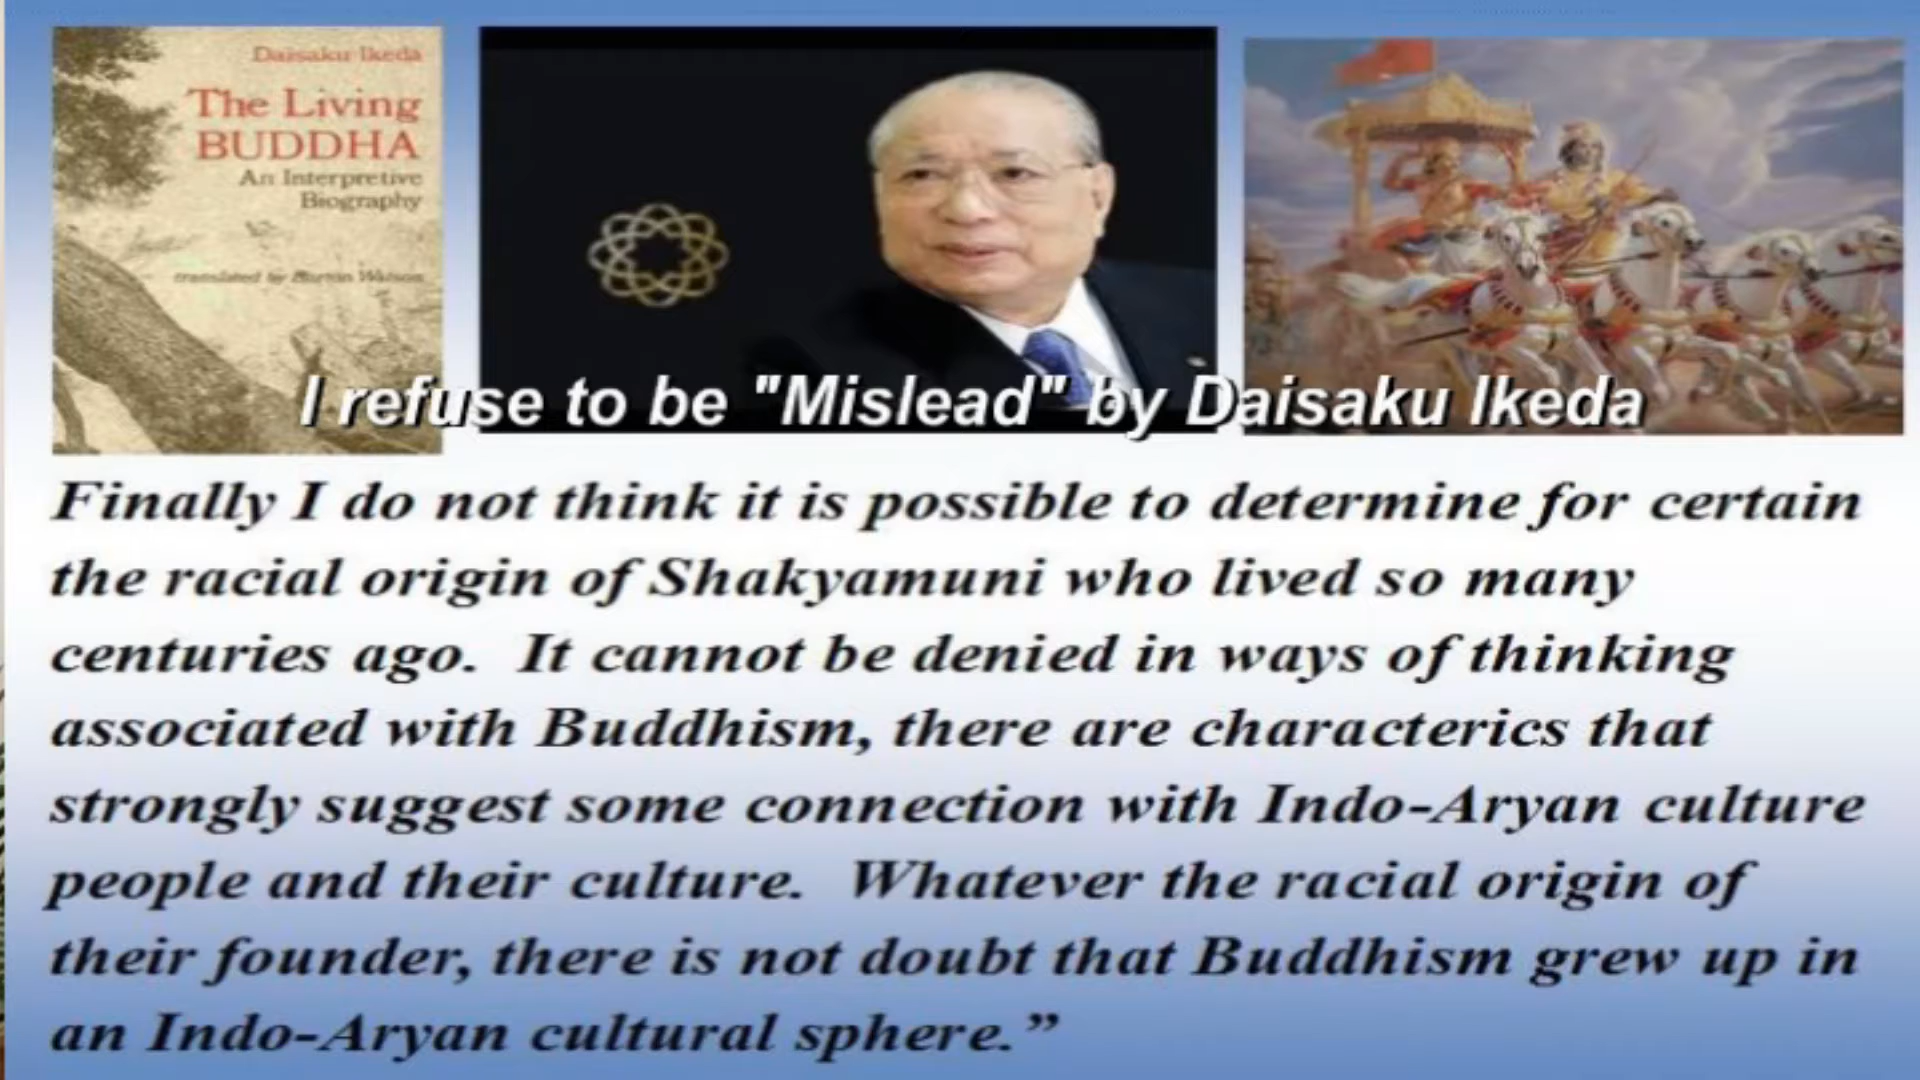 Daisaku Ikeda
The Living
BUDDHA
An Interpretive
Biography
translated by Burton Watson
I refuse to be "Mislead" by Daisaku Ikeda
Finally I do not think it is possible to determine for certain
the racial origin of Shakyamuni who lived so many
centuries ago. It cannot be denied in ways of thinking
associated with Buddhism, there are characterics that
strongly suggest some connection with Indo-Aryan culture
people and their culture. Whatever the racial origin of
their founder, there is not doubt that Buddhism grew up in
an Indo-Aryan cultural sphere.”